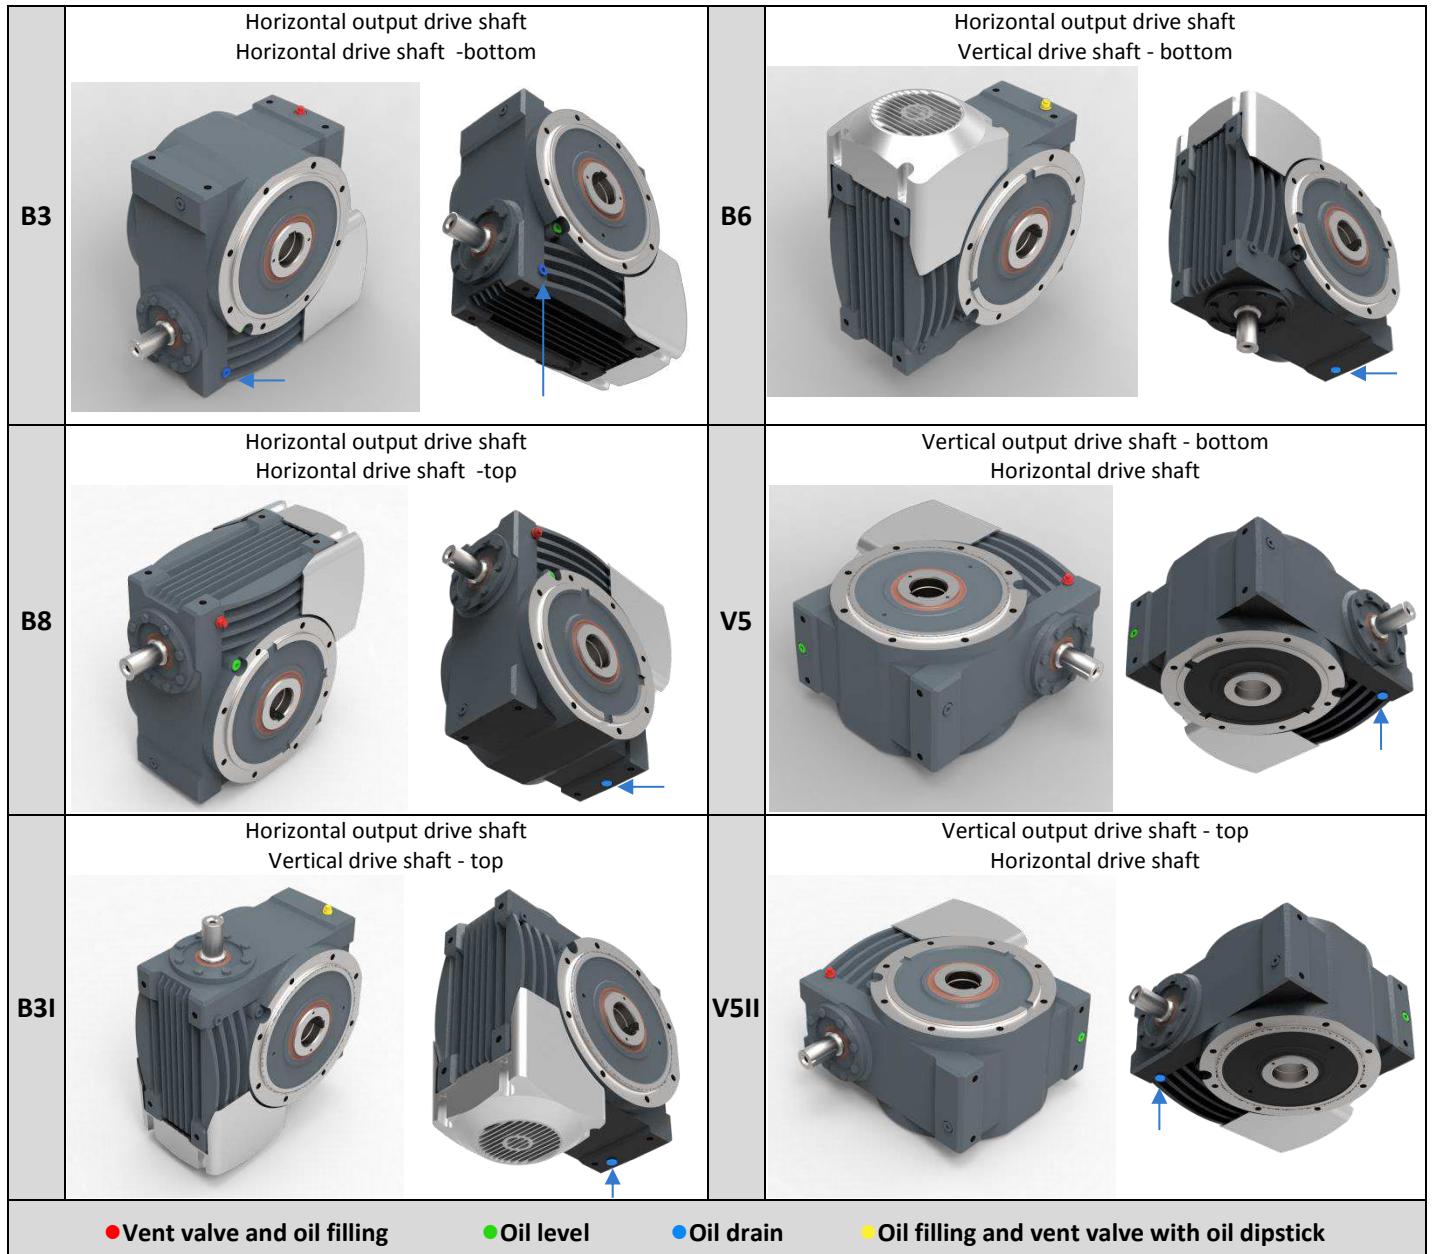 B3
Horizontal output drive shaft
Horizontal drive shaft -bottom
B6
Horizontal output drive shaft
Vertical drive shaft - bottom
B8
Horizontal output drive shaft
Horizontal drive shaft -top
V5
Vertical output drive shaft - bottom
Horizontal drive shaft
B3I
Horizontal output drive shaft
Vertical drive shaft - top
V5II
Vertical output drive shaft - top
Horizontal drive shaft
Vent valve and oil filling
Oil level
Oil drain
Oil filling and vent valve with oil dipstick